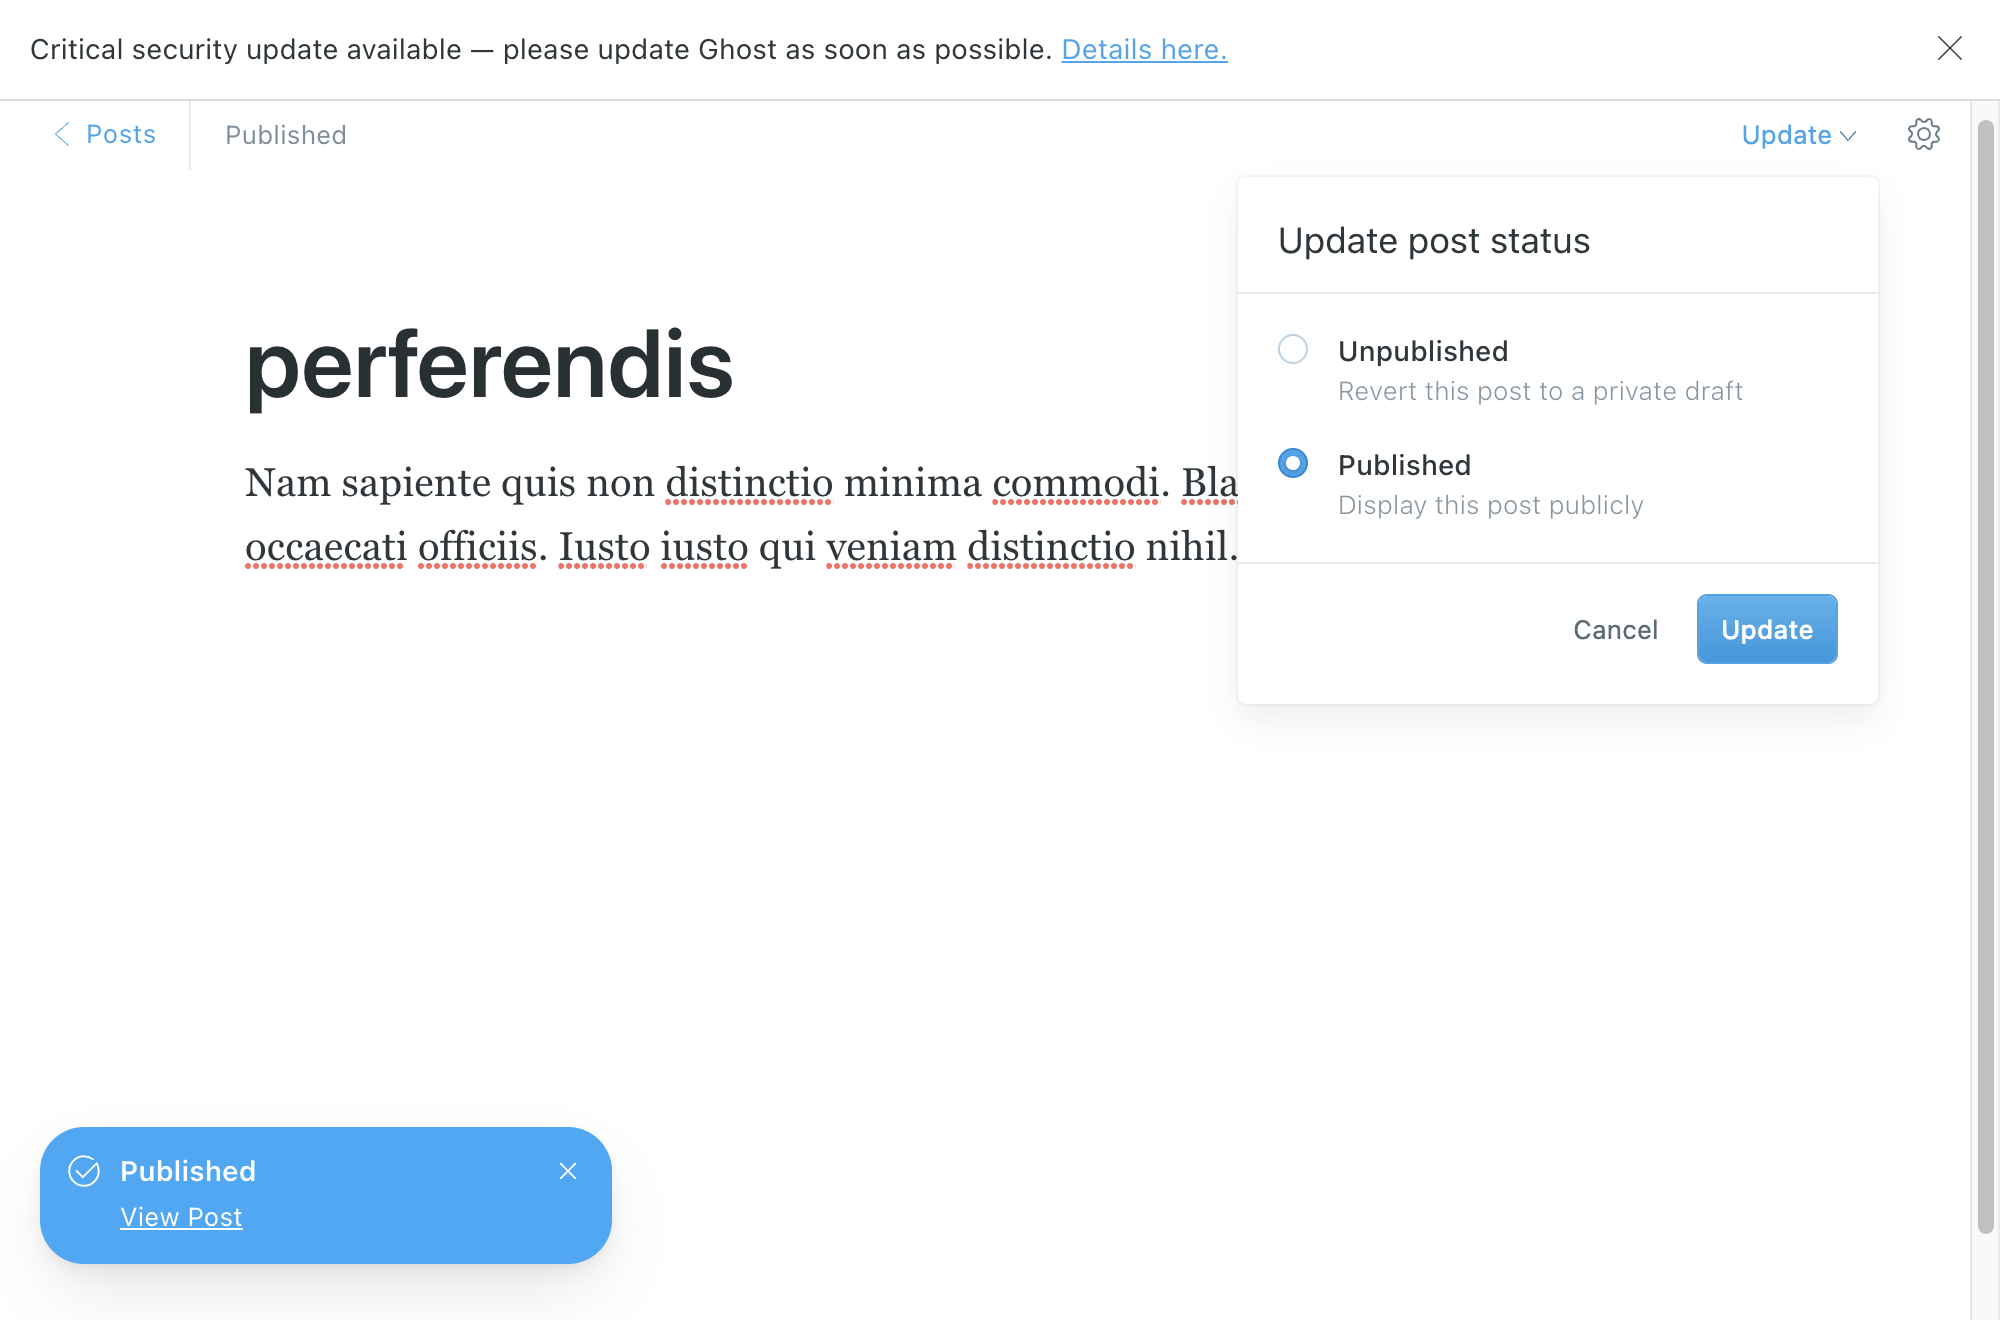 Critical security update available — please update Ghost as soon as possible. Details here.
Posts
Published
Update
Update post status
Unpublished
Revert this post to a private draft
Published
Display this post publicly
Cancel
Update
perferendis
Nam sapiente quis non distinctio minima commodi. Bla
occaecati officiis. Iusto iusto qui veniam distinctio nihil.
Published
View Post